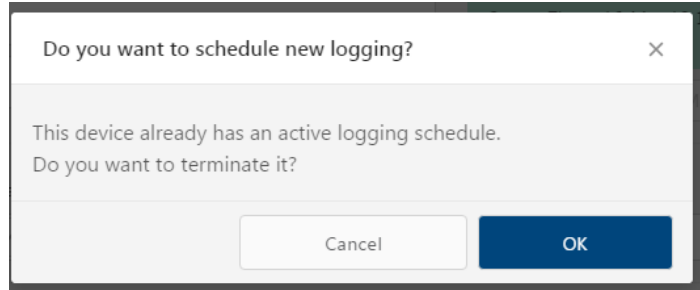 Do you want to schedule new logging?
This device already has an active logging schedule.
Do you want to terminate it?
Cancel
OK